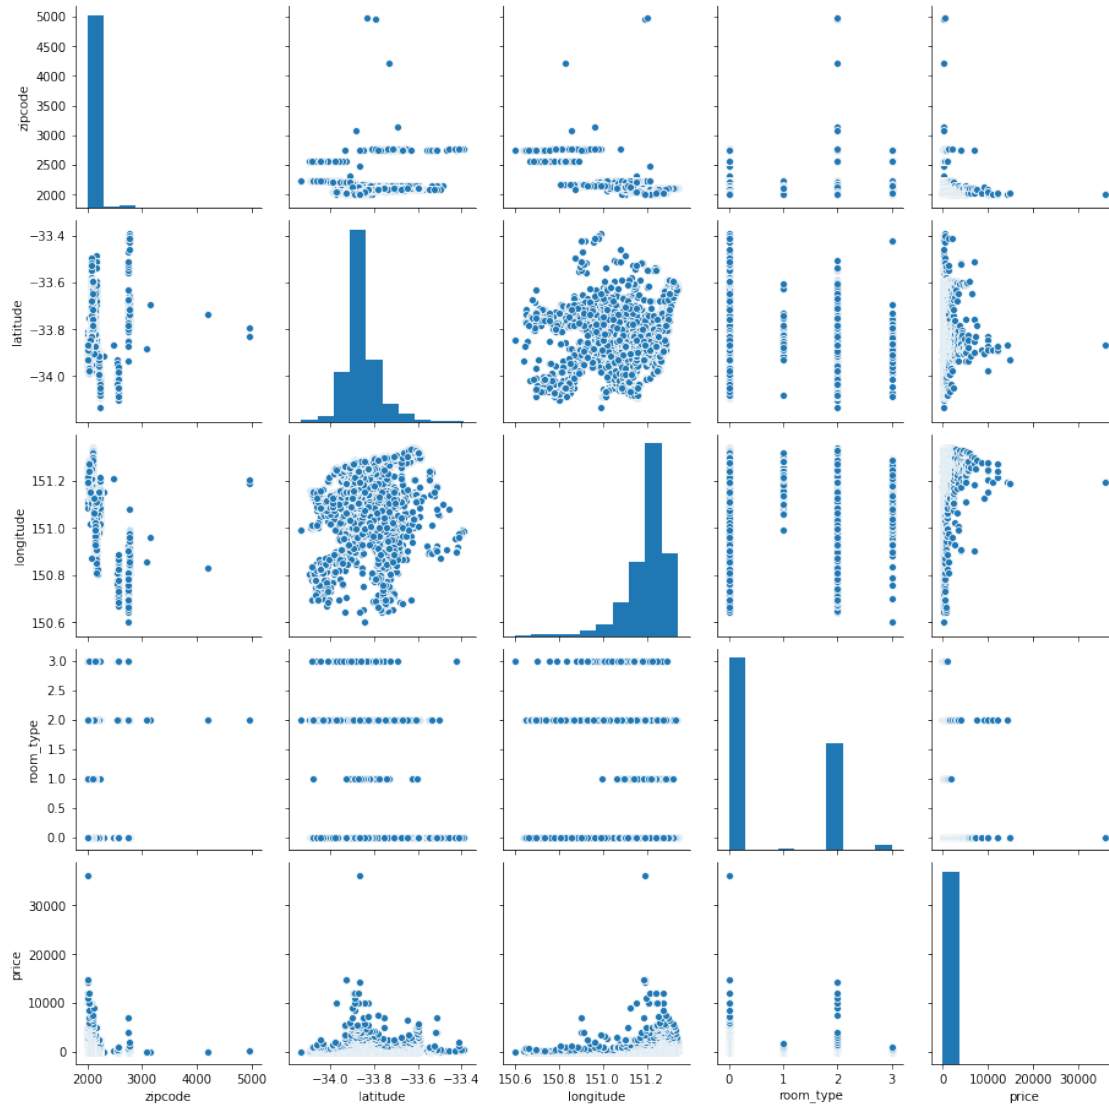 5000
4500
4000
3500
3000
2500
2000
zipcode
−33.4
−33.6
−33.8
−34.0
latitude
151.2
151.0
150.8
150.6
longitude
3.0
2.5
2.0
1.5
1.0
0.5
0.0
room_type
30000
20000
10000
0
price
2000 3000 4000 5000
−34.0 −33.8 −33.6 −33.4
150.6 150.8 151.0 151.2
0 1 2 3
0 10000 20000 30000
zipcode latitude longitude room_type price